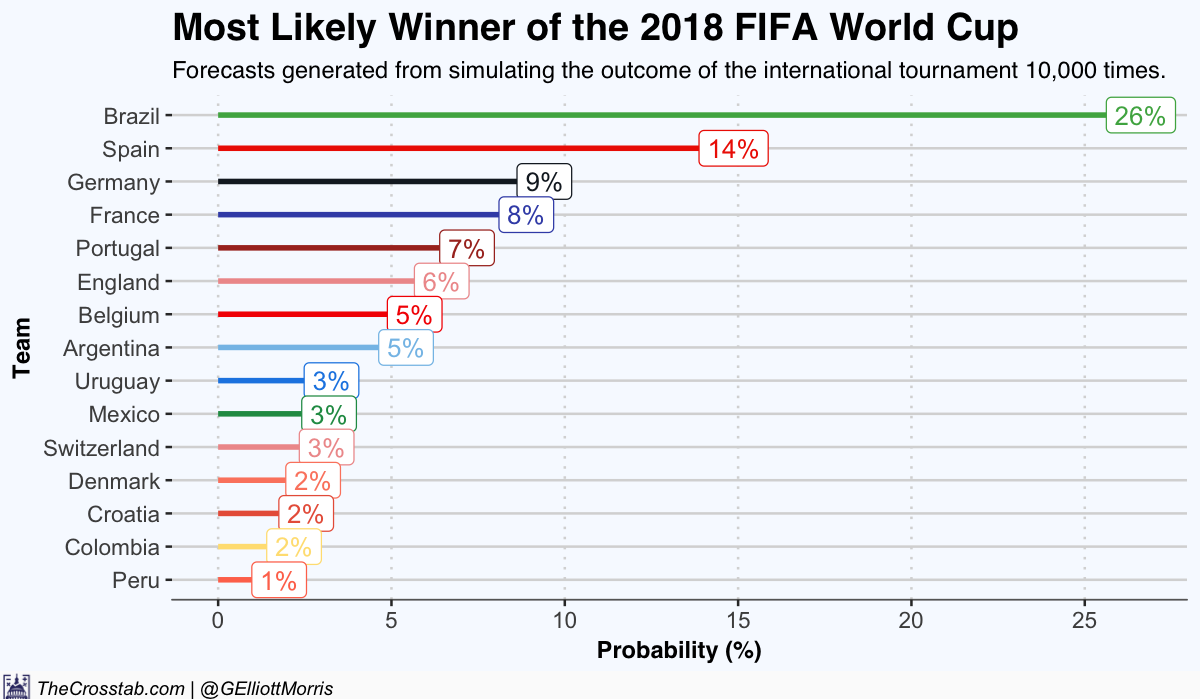 Most Likely Winner of the 2018 FIFA World Cup
Forecasts generated from simulating the outcome of the international tournament 10,000 times.
Team
Brazil 26%
Spain 14%
Germany 9%
France 8%
Portugal 7%
England 6%
Belgium 5%
Argentina 5%
Uruguay 3%
Mexico 3%
Switzerland 3%
Denmark 2%
Croatia 2%
Colombia 2%
Peru 1%
0 5 10 15 20 25
Probability (%)
TheCrosstab.com | @GElliottMorris